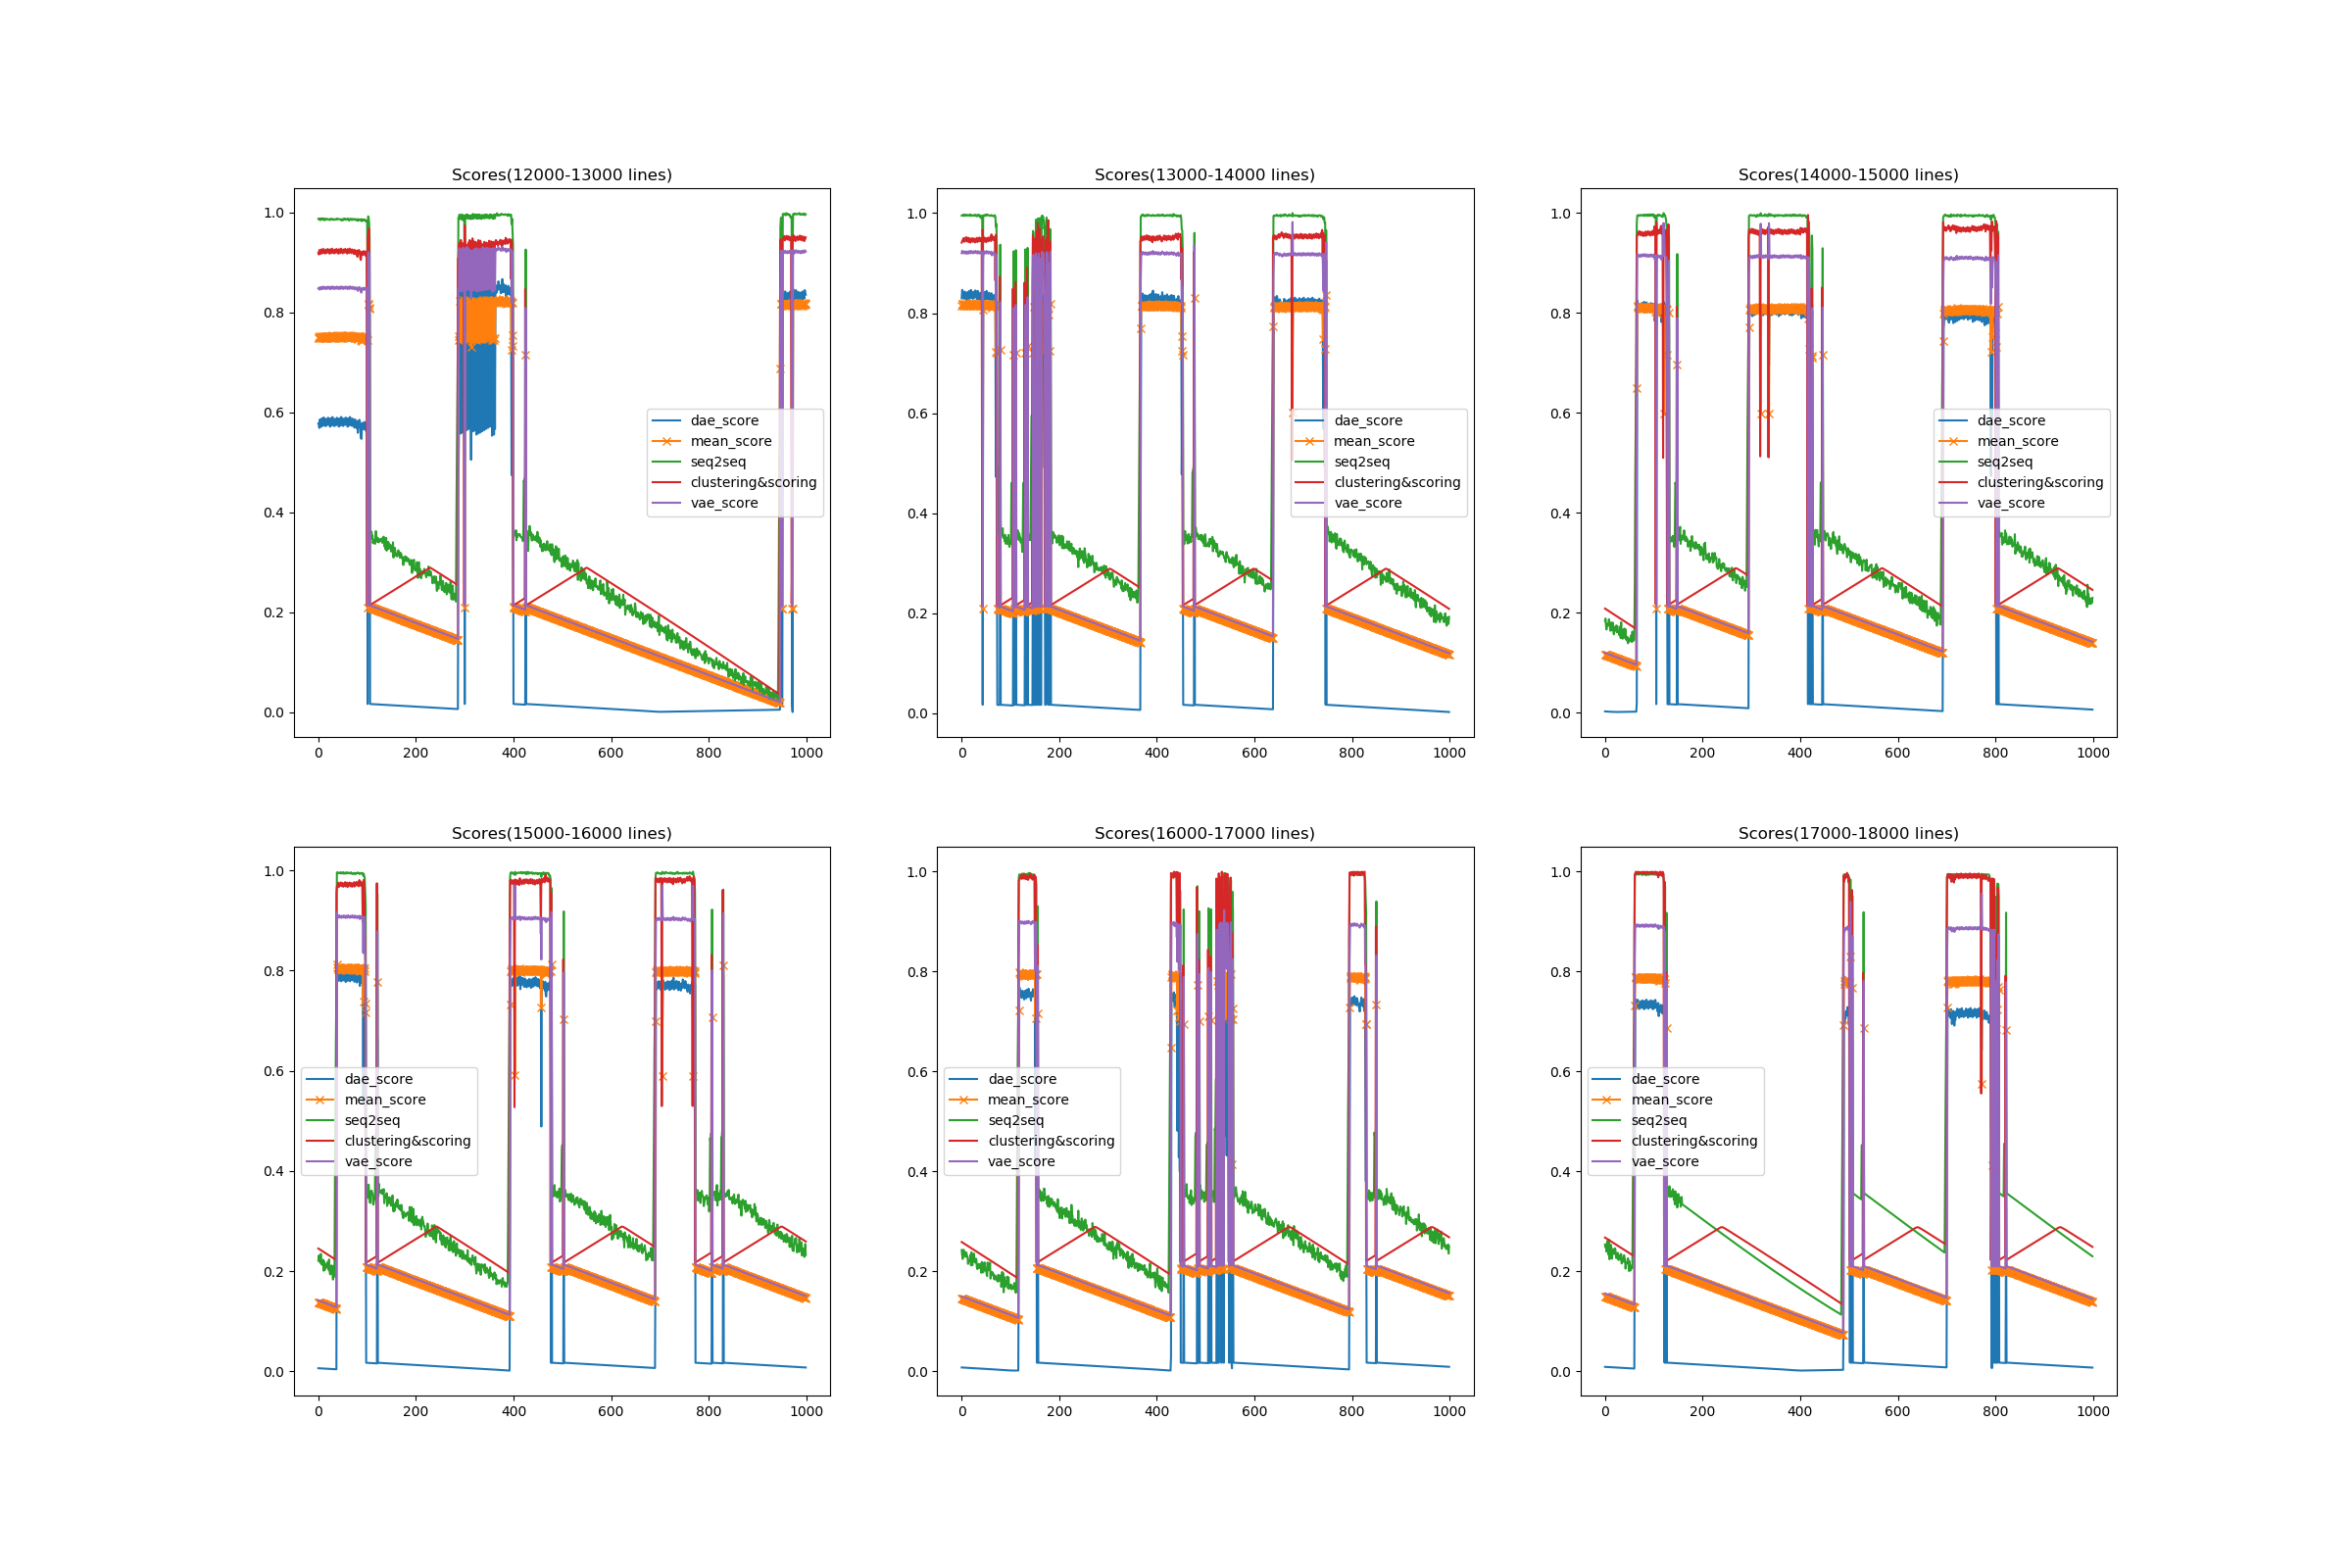 Scores(12000-13000 lines)
1.0
0.8
0.6
0.4
0.2
0.0
0 200 400 600 800 1000
dae_score
mean_score
seq2seq
clustering&scoring
vae_score
Scores(13000-14000 lines)
1.0
0.8
0.6
0.4
0.2
0.0
0 200 400 600 800 1000
dae_score
mean_score
seq2seq
clustering&scoring
vae_score
Scores(14000-15000 lines)
1.0
0.8
0.6
0.4
0.2
0.0
0 200 400 600 800 1000
dae_score
mean_score
seq2seq
clustering&scoring
vae_score
Scores(15000-16000 lines)
1.0
0.8
0.6
0.4
0.2
0.0
0 200 400 600 800 1000
dae_score
mean_score
seq2seq
clustering&scoring
vae_score
Scores(16000-17000 lines)
1.0
0.8
0.6
0.4
0.2
0.0
0 200 400 600 800 1000
dae_score
mean_score
seq2seq
clustering&scoring
vae_score
Scores(17000-18000 lines)
1.0
0.8
0.6
0.4
0.2
0.0
0 200 400 600 800 1000
dae_score
mean_score
seq2seq
clustering&scoring
vae_score